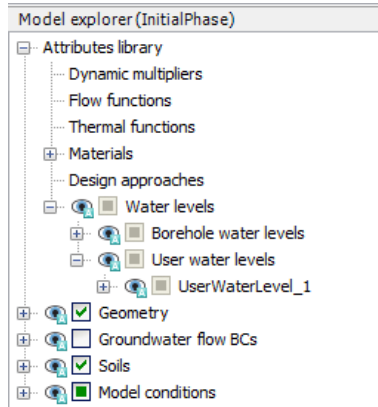 Model explorer (InitialPhase)
Attributes library
Dynamic multipliers
Flow functions
Thermal functions
Materials
Design approaches
Water levels
Borehole water levels
User water levels
UserWaterLevel_1
Geometry
Groundwater flow BCs
Soils
Model conditions